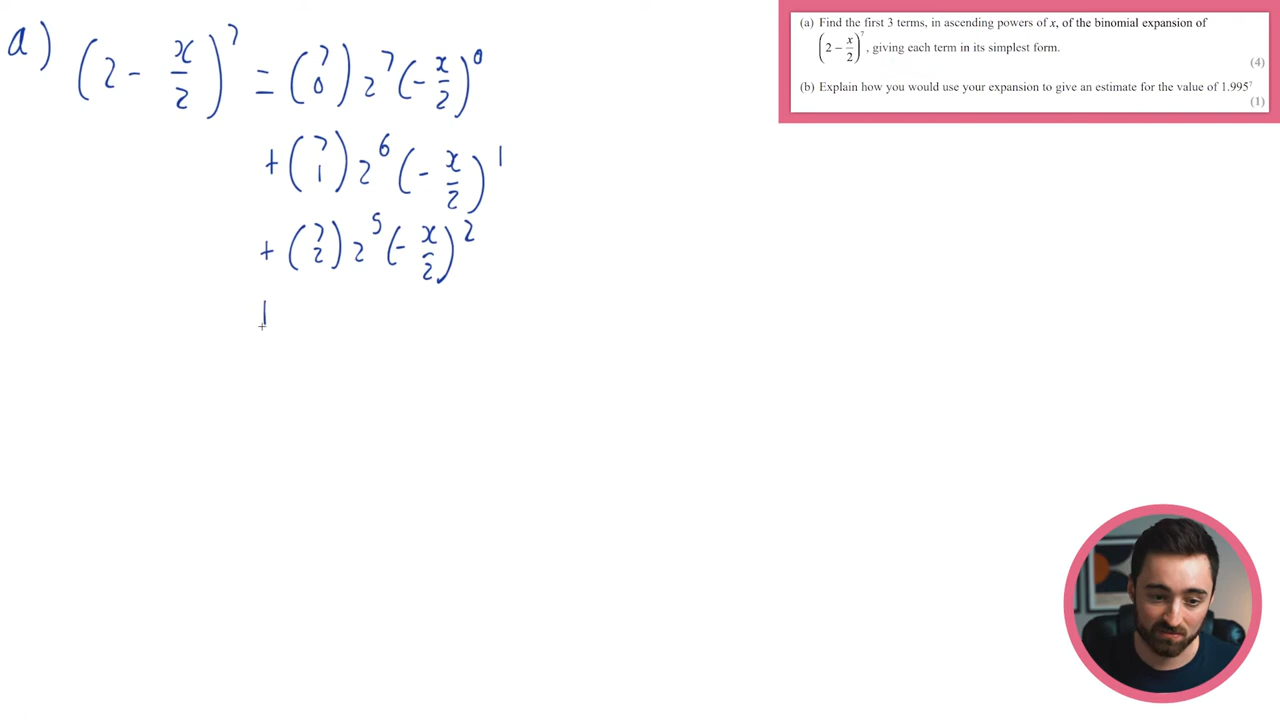 a) (2 - x/2)^7 = (7 0) 2^7 (-x/2)^0
+ (7 1) 2^6 (-x/2)^1
+ (7 2) 2^5 (-x/2)^2
+
(a) Find the first 3 terms, in ascending powers of x, of the binomial expansion of
(2 - x/2)^7, giving each term in its simplest form.
(4)
(b) Explain how you would use your expansion to give an estimate for the value of 1.995^7
(1)